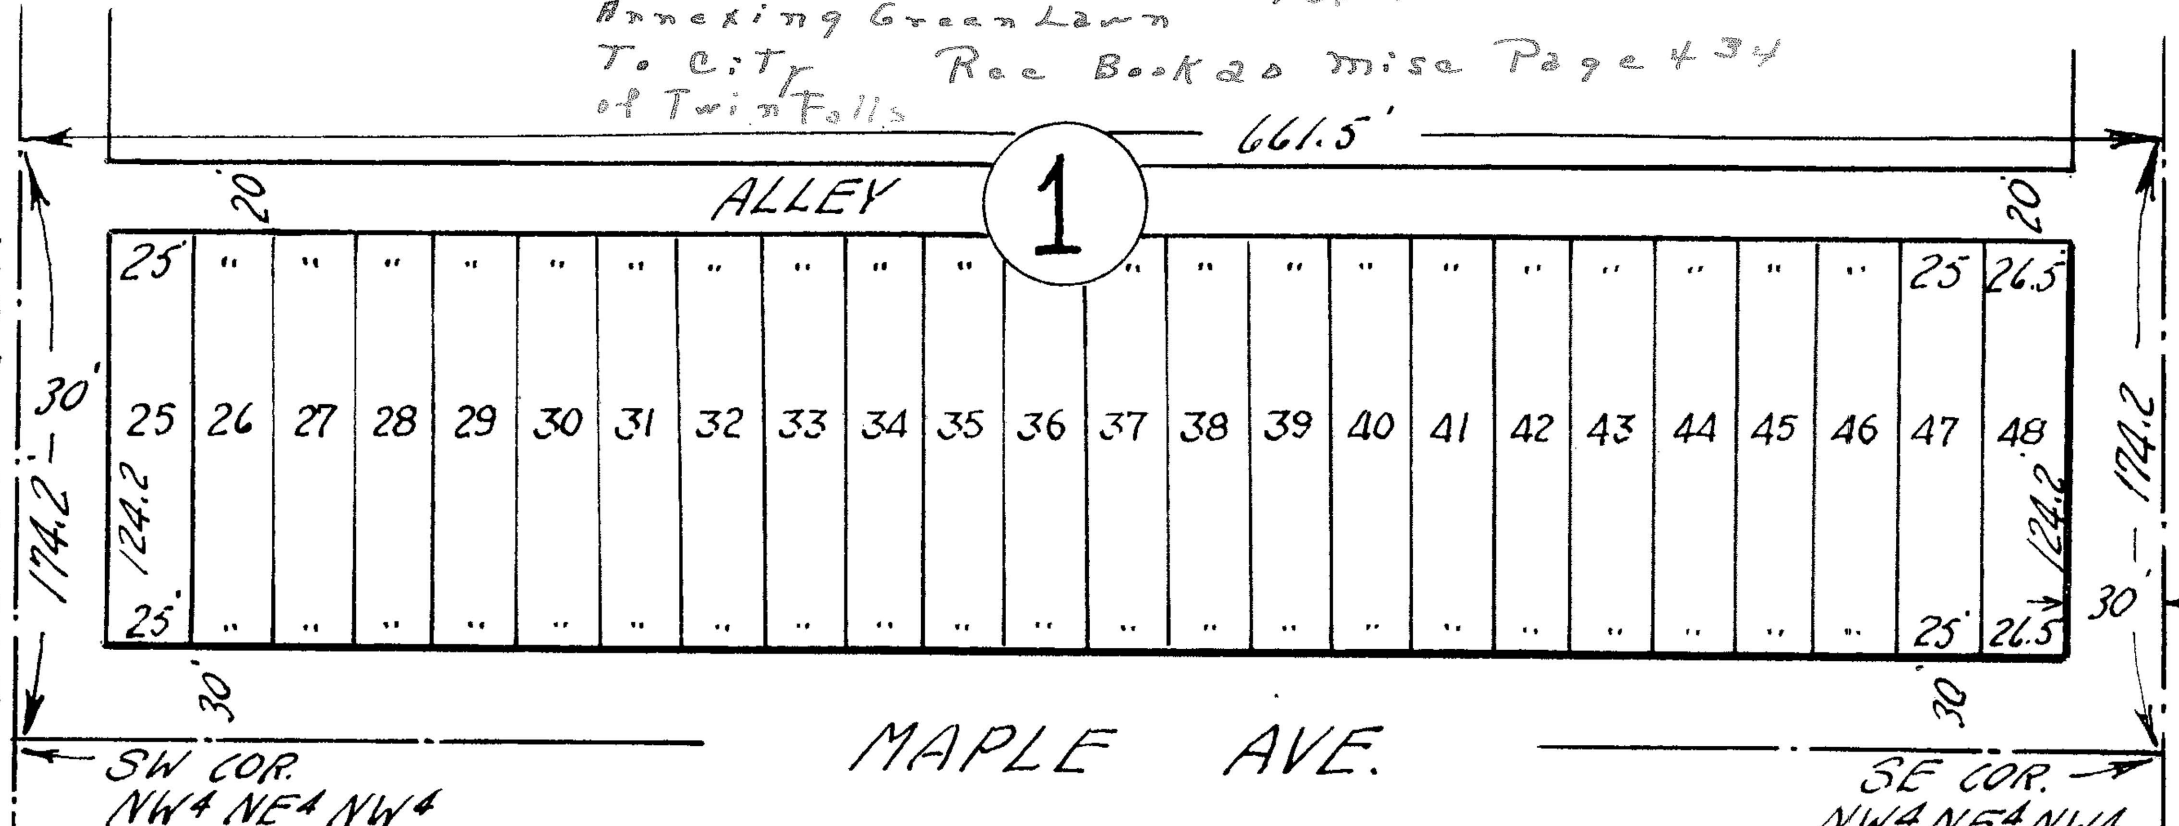 Annexing Green Lawn
To City Rec Book 20 Misc Page 434
of Twin Falls
661.5'
ALLEY
1
20'
20'
25' " " " " " " " " " " " " " " " " " " " " 25 26.5'
30'
30'
25 26 27 28 29 30 31 32 33 34 35 36 37 38 39 40 41 42 43 44 45 46 47 48
174.2'
124.2
124.2
174.2
25' " " " " " " " " " " " " " " " " " " " " " 25' 26.5'
30'
30'
MAPLE AVE.
SW COR.
NW4 NE4 NW4
SE COR.
NW4 NE4 NW4